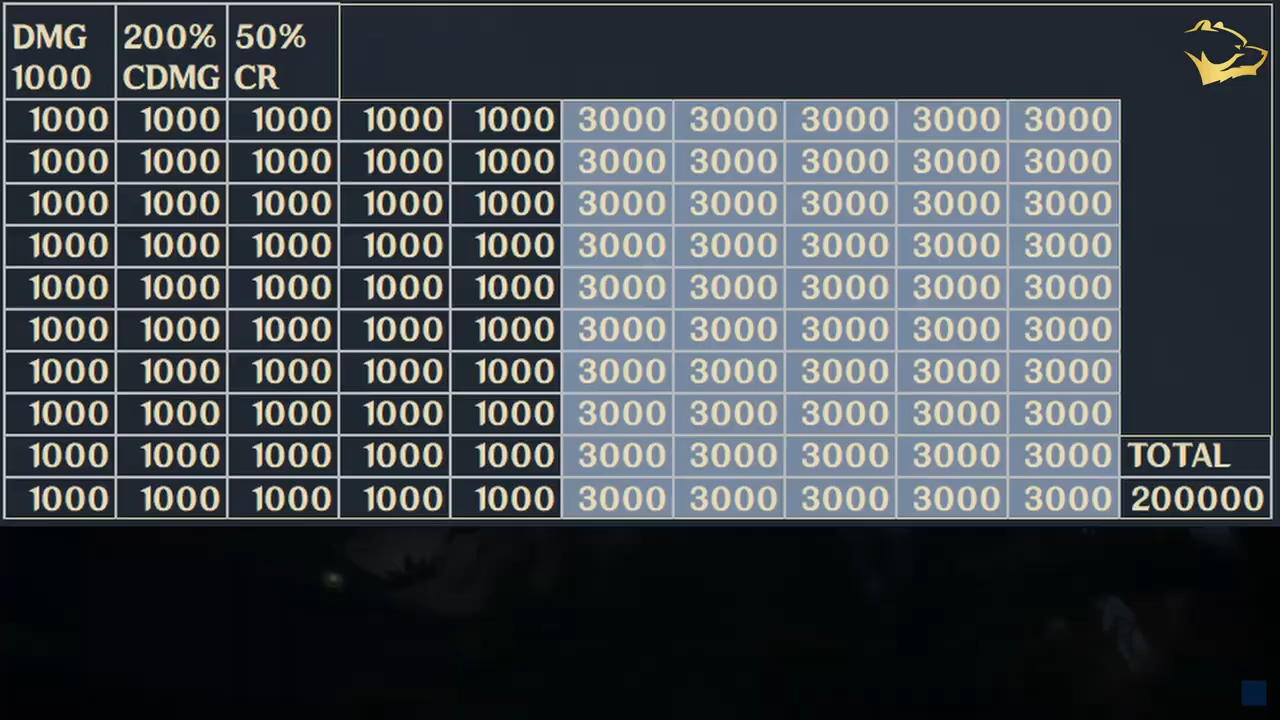 DMG 200% 50%
1000 CDMG CR
1000 1000 1000 1000 1000 3000 3000 3000 3000 3000
1000 1000 1000 1000 1000 3000 3000 3000 3000 3000
1000 1000 1000 1000 1000 3000 3000 3000 3000 3000
1000 1000 1000 1000 1000 3000 3000 3000 3000 3000
1000 1000 1000 1000 1000 3000 3000 3000 3000 3000
1000 1000 1000 1000 1000 3000 3000 3000 3000 3000
1000 1000 1000 1000 1000 3000 3000 3000 3000 3000
1000 1000 1000 1000 1000 3000 3000 3000 3000 3000
1000 1000 1000 1000 1000 3000 3000 3000 3000 3000 TOTAL
1000 1000 1000 1000 1000 3000 3000 3000 3000 3000 200000